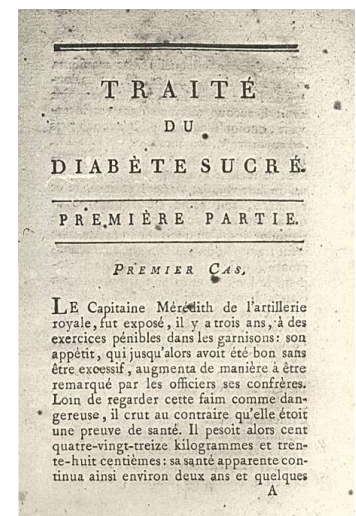 TRAITÉ
DU
DIABÈTE SUCRÉ.
PREMIÈRE PARTIE.
PREMIER CAS.
LE Capitaine Mérédith de l'artillerie
royale, fut exposé, il y a trois ans, à des
exercices pénibles dans les garnisons: son
appétit, qui jusqu'alors avoit été bon sans
être excessif, augmenta de manière à être
remarqué par les officiers ses confrères.
Loin de regarder cette faim comme dan-
gereuse, il crut au contraire qu'elle étoit
une preuve de santé. Il pesoit alors cent
quatre-vingt-treize kilogrammes et tren-
te-huit centièmes: sa santé apparente con-
tinua ainsi environ deux ans et quelques
A